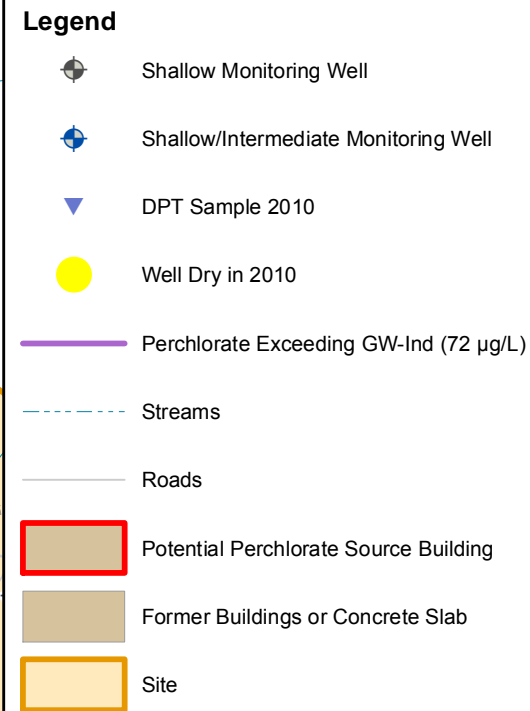 Legend
Shallow Monitoring Well
Shallow/Intermediate Monitoring Well
DPT Sample 2010
Well Dry in 2010
Perchlorate Exceeding GW-Ind (72 µg/L)
Streams
Roads
Potential Perchlorate Source Building
Former Buildings or Concrete Slab
Site